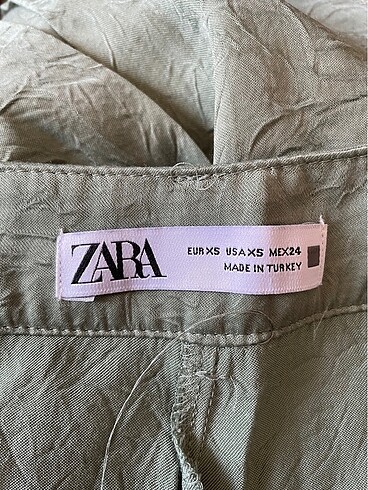 ZARA
EUR XS USA XS MEX 24
MADE IN TURKEY